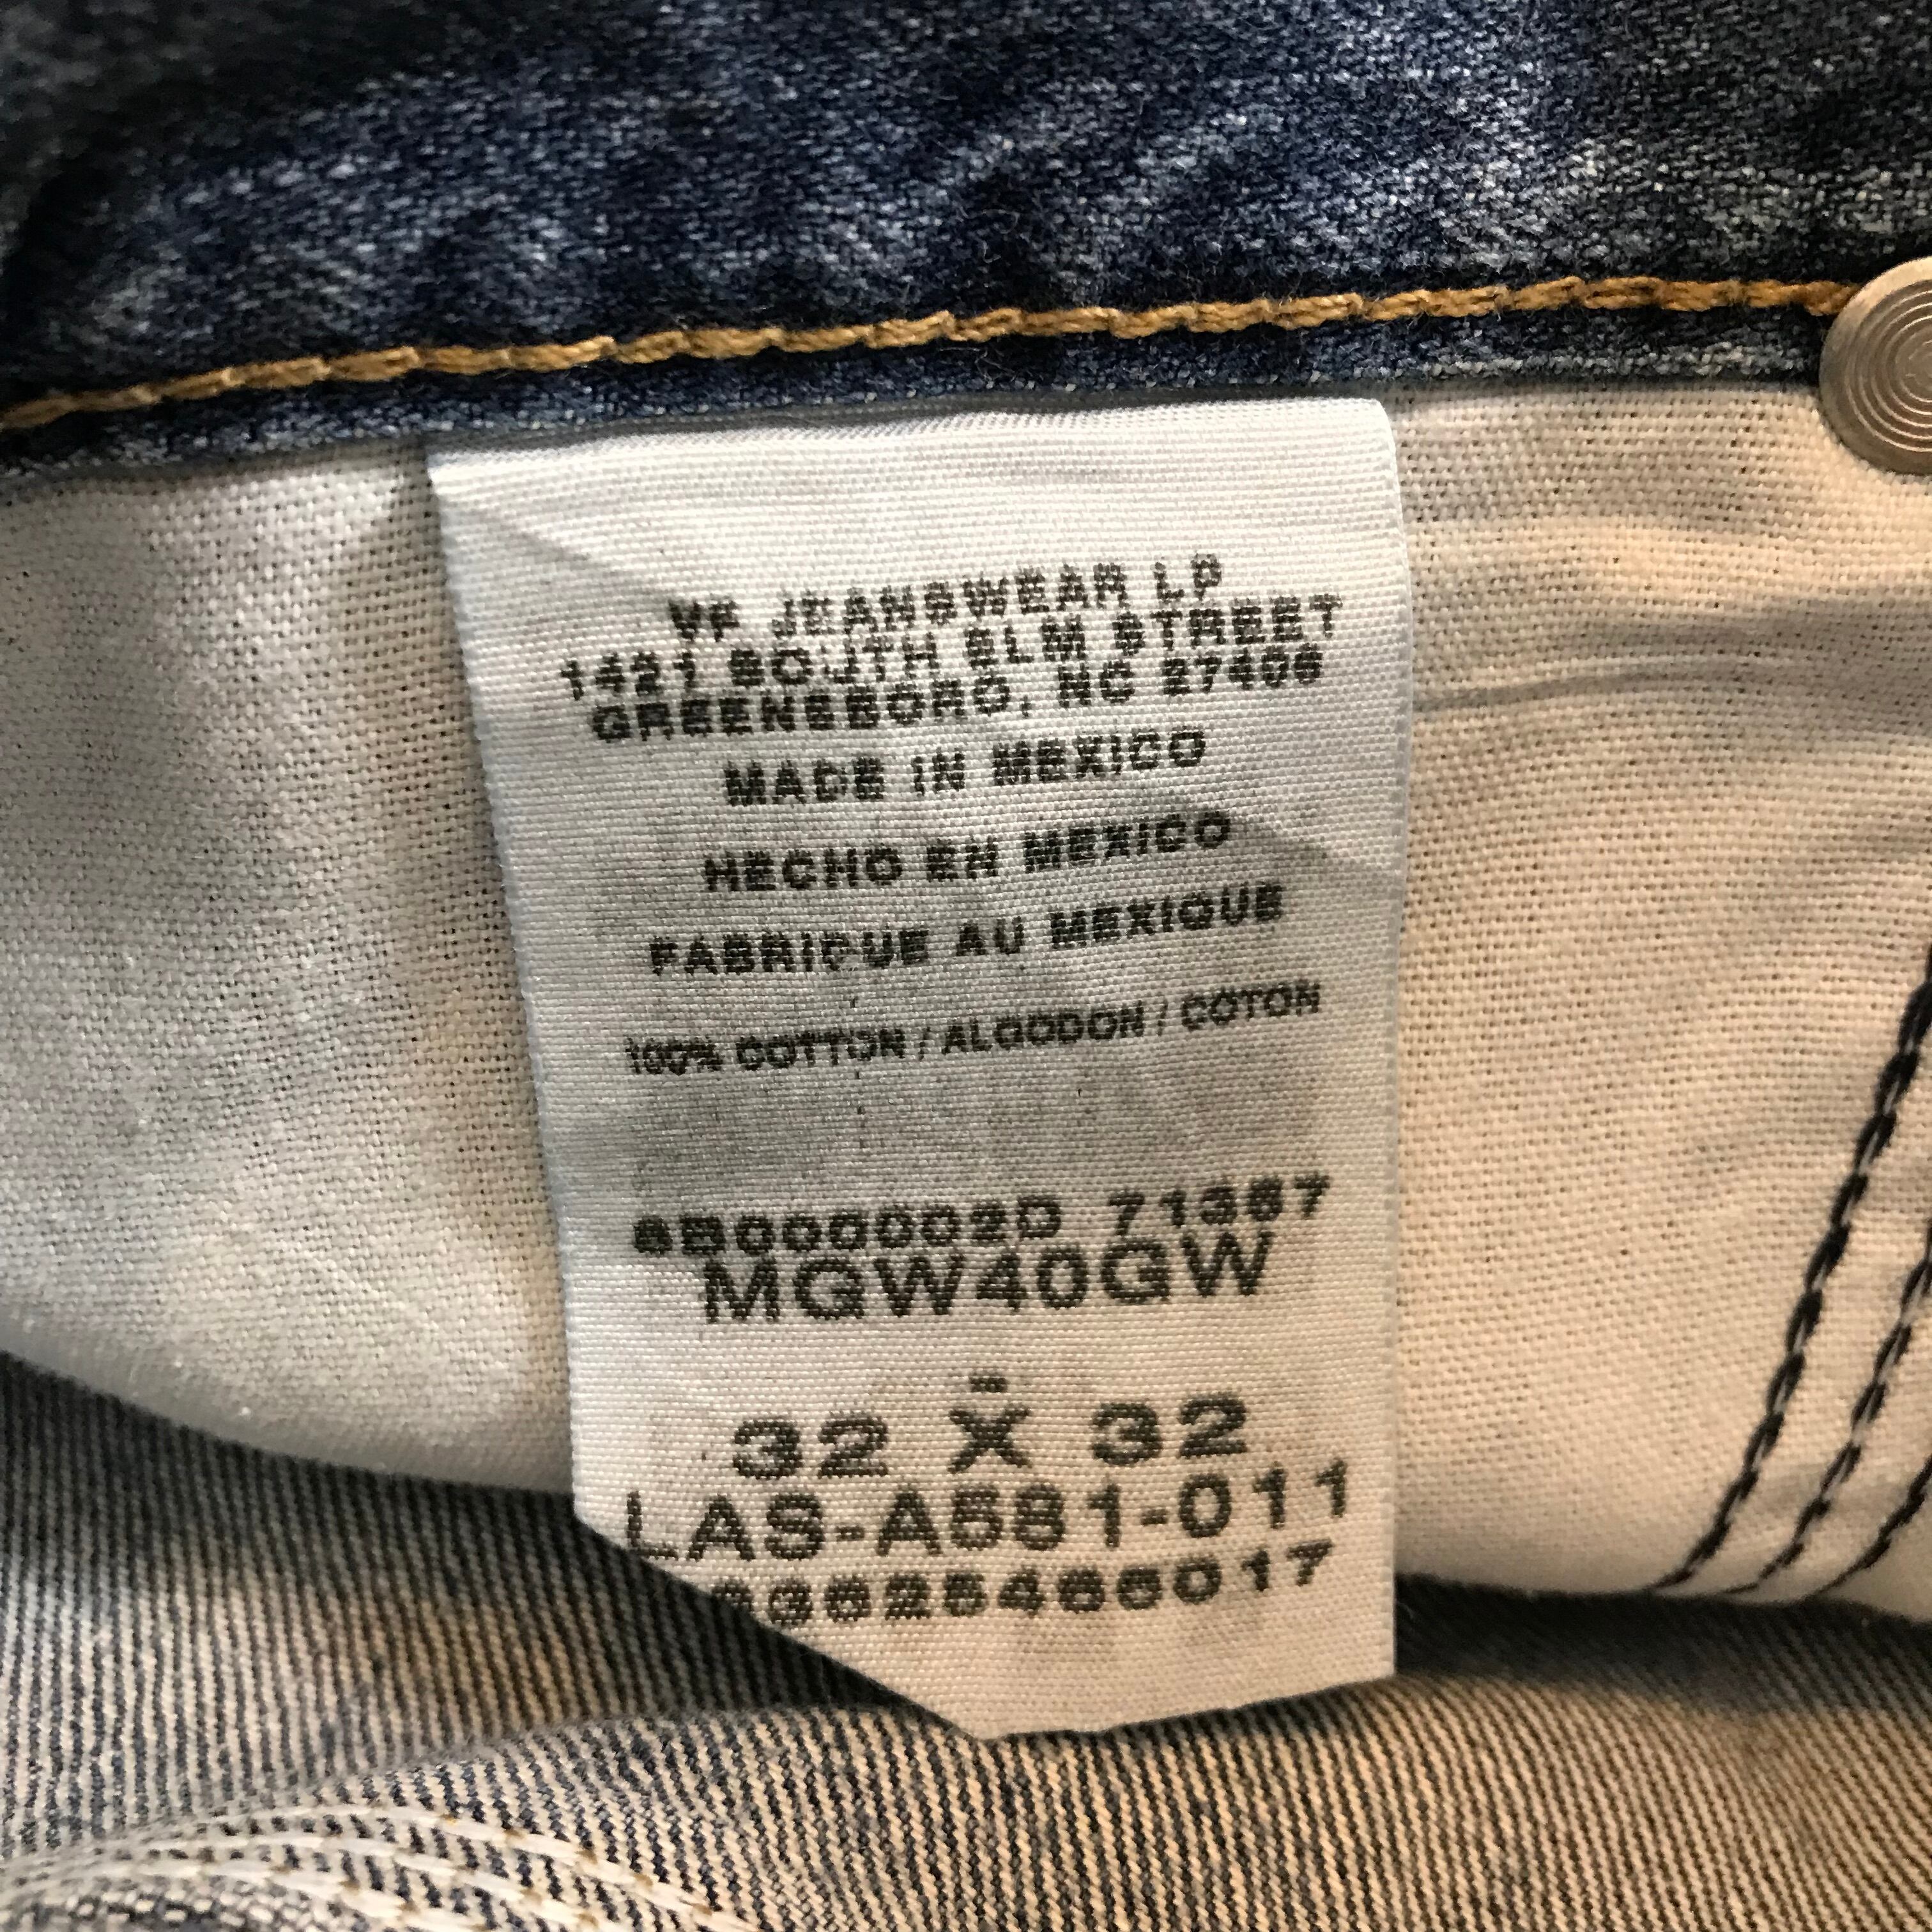 VF JEANSWEAR LP
1421 SOUTH ELM STREET
GREENSBORO, NC 27406
MADE IN MEXICO
HECHO EN MEXICO
FABRIQUE AU MEXIQUE
100% COTTON / ALGODON / COTON
71367
MGW40GW
-
32 X 32
LAS-A581-011